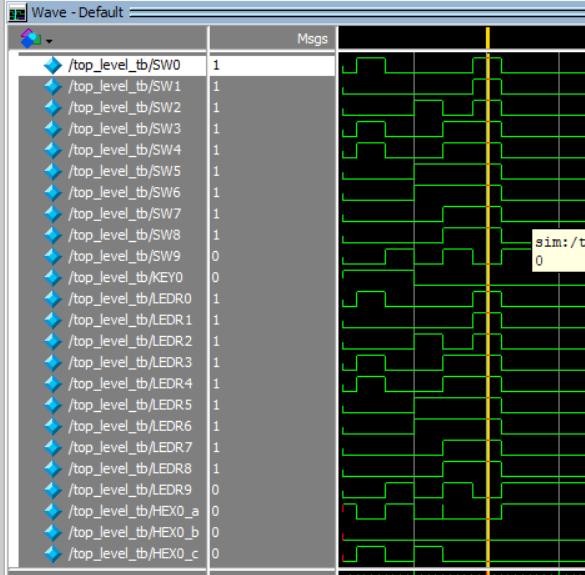 Wave - Default
Msgs
/top_level_tb/SW0 1
/top_level_tb/SW1 1
/top_level_tb/SW2 1
/top_level_tb/SW3 1
/top_level_tb/SW4 1
/top_level_tb/SW5 1
/top_level_tb/SW6 1
/top_level_tb/SW7 1
/top_level_tb/SW8 1
/top_level_tb/SW9 0
/top_level_tb/KEY0 0
/top_level_tb/LEDR0 1
/top_level_tb/LEDR1 1
/top_level_tb/LEDR2 1
/top_level_tb/LEDR3 1
/top_level_tb/LEDR4 1
/top_level_tb/LEDR5 1
/top_level_tb/LEDR6 1
/top_level_tb/LEDR7 1
/top_level_tb/LEDR8 1
/top_level_tb/LEDR9 0
/top_level_tb/HEX0_a 0
/top_level_tb/HEX0_b 0
/top_level_tb/HEX0_c 0
sim:/t
0